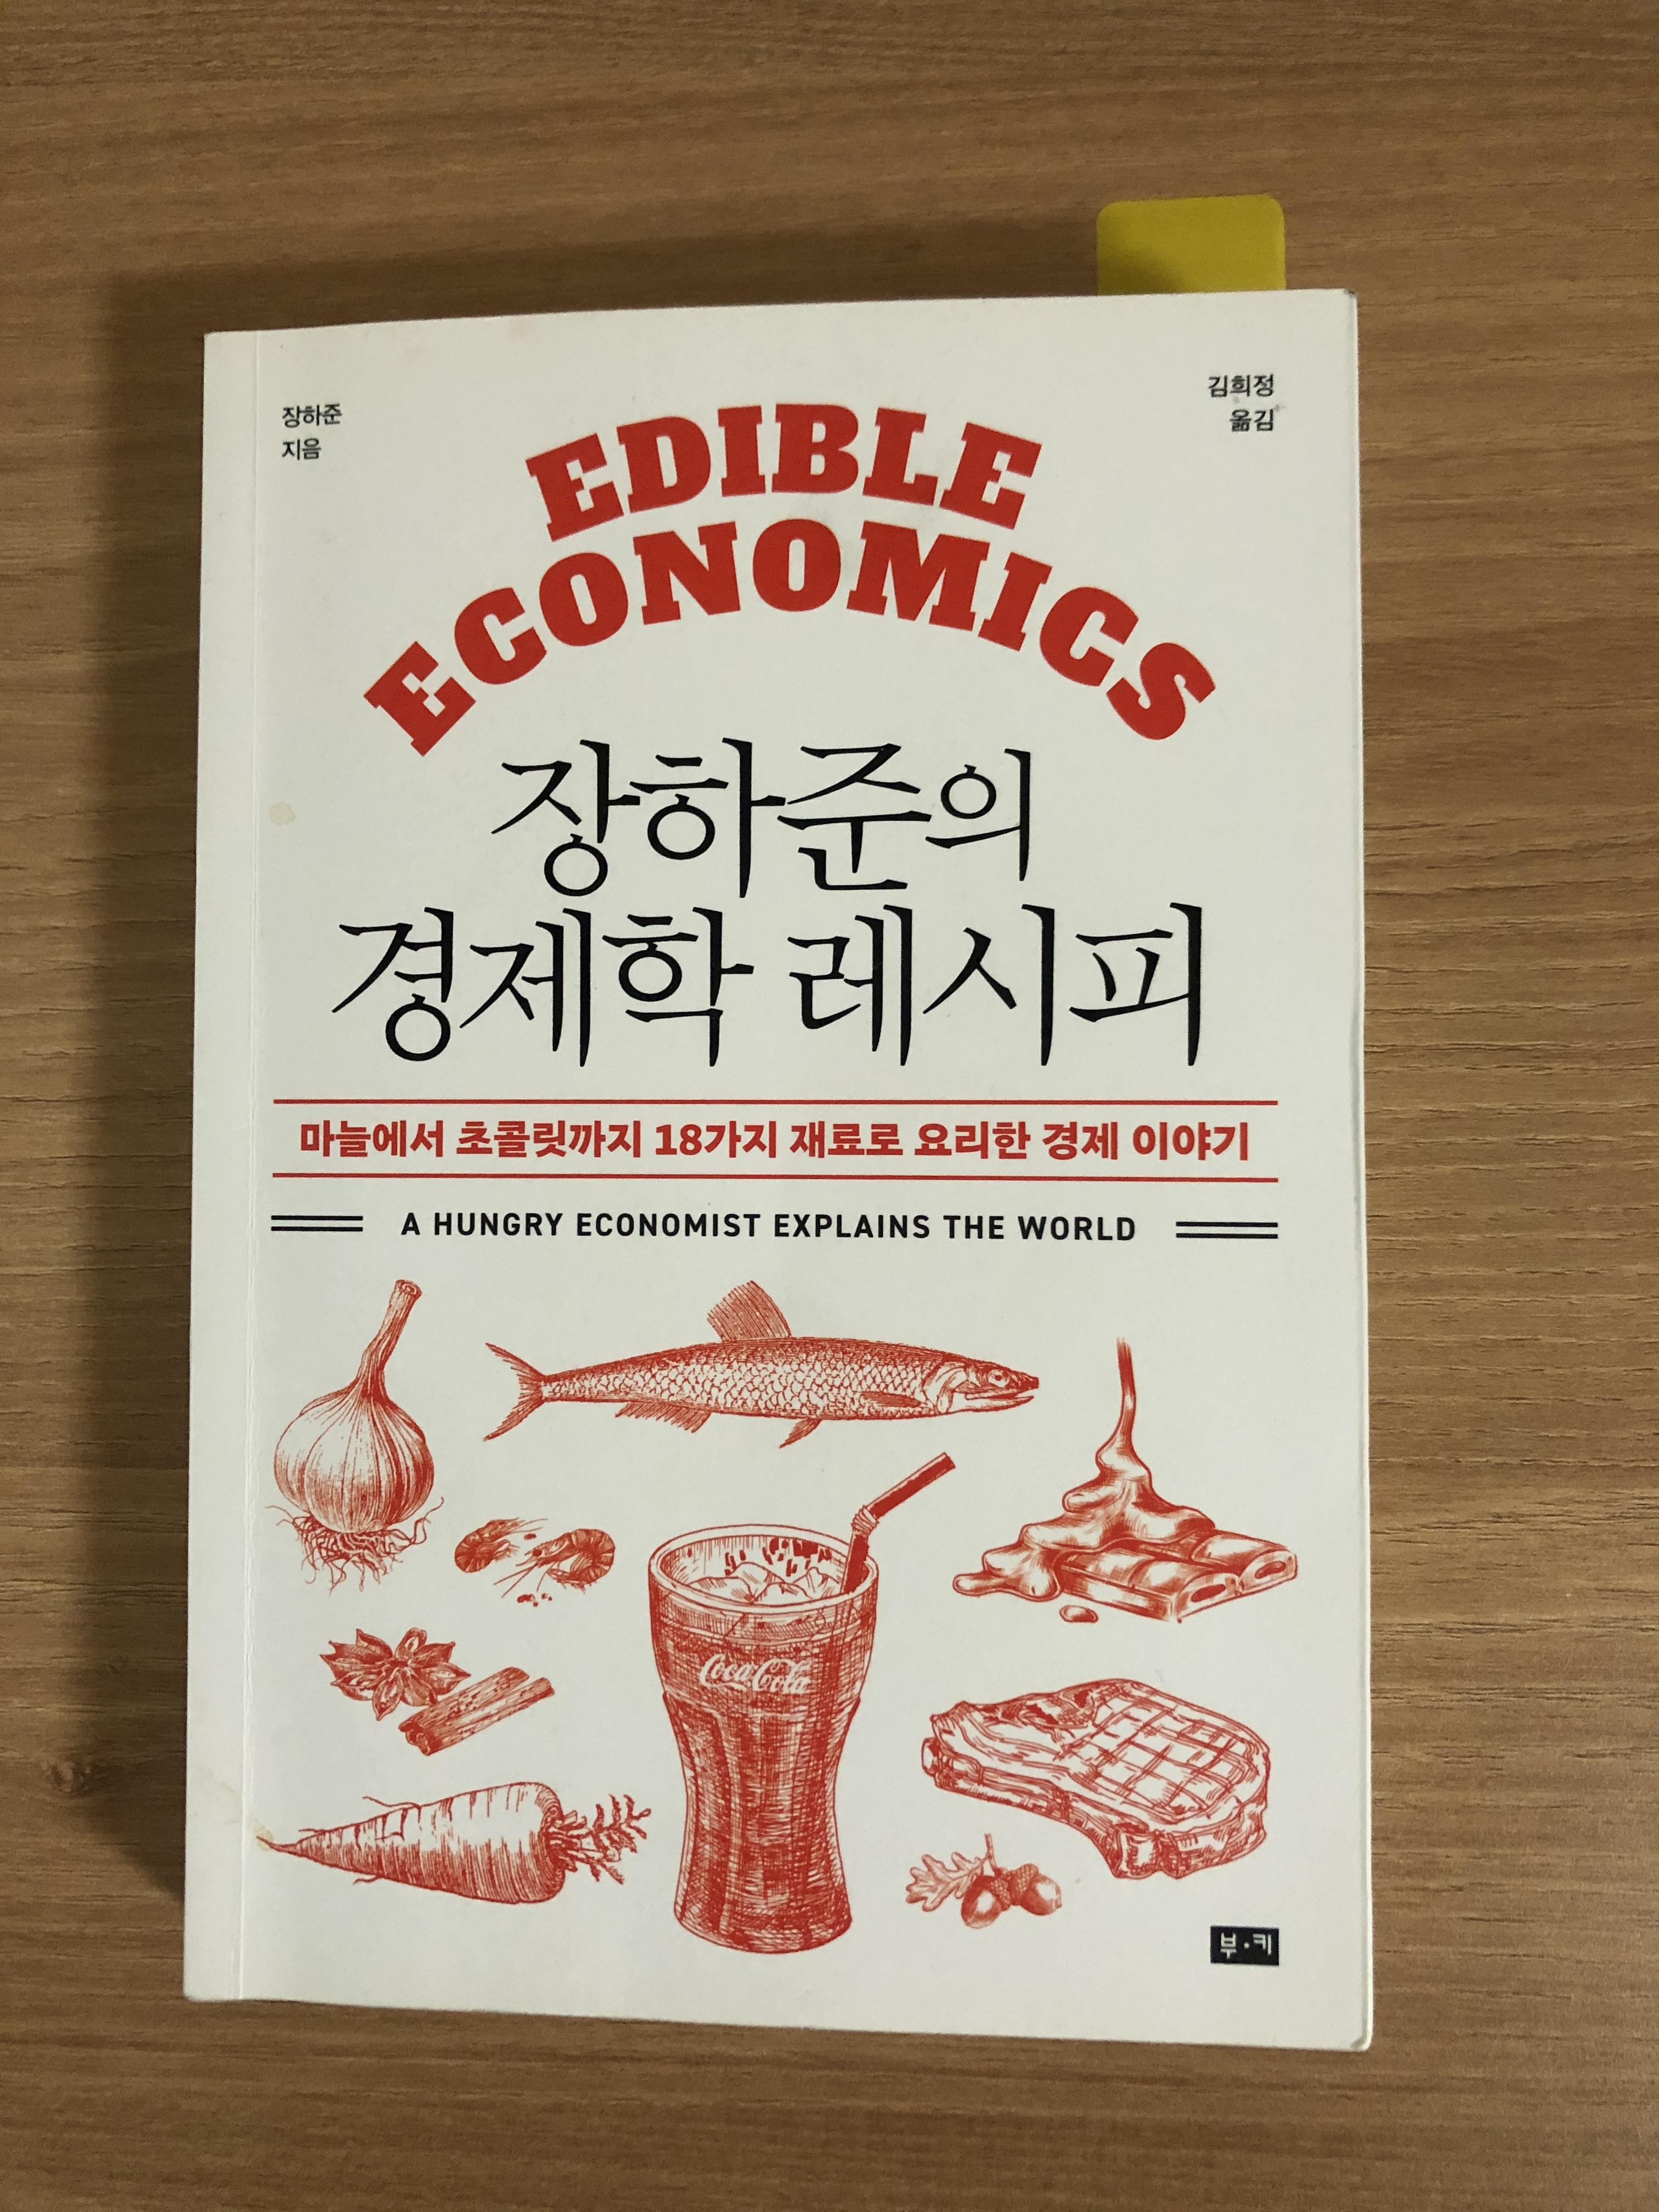 장하준
지음
김희정
옮김
EDIBLE
ECONOMICS
장하준의
경제학 레시피
마늘에서 초콜릿까지 18가지 재료로 요리한 경제 이야기
A HUNGRY ECONOMIST EXPLAINS THE WORLD
Coca-Cola
부·키